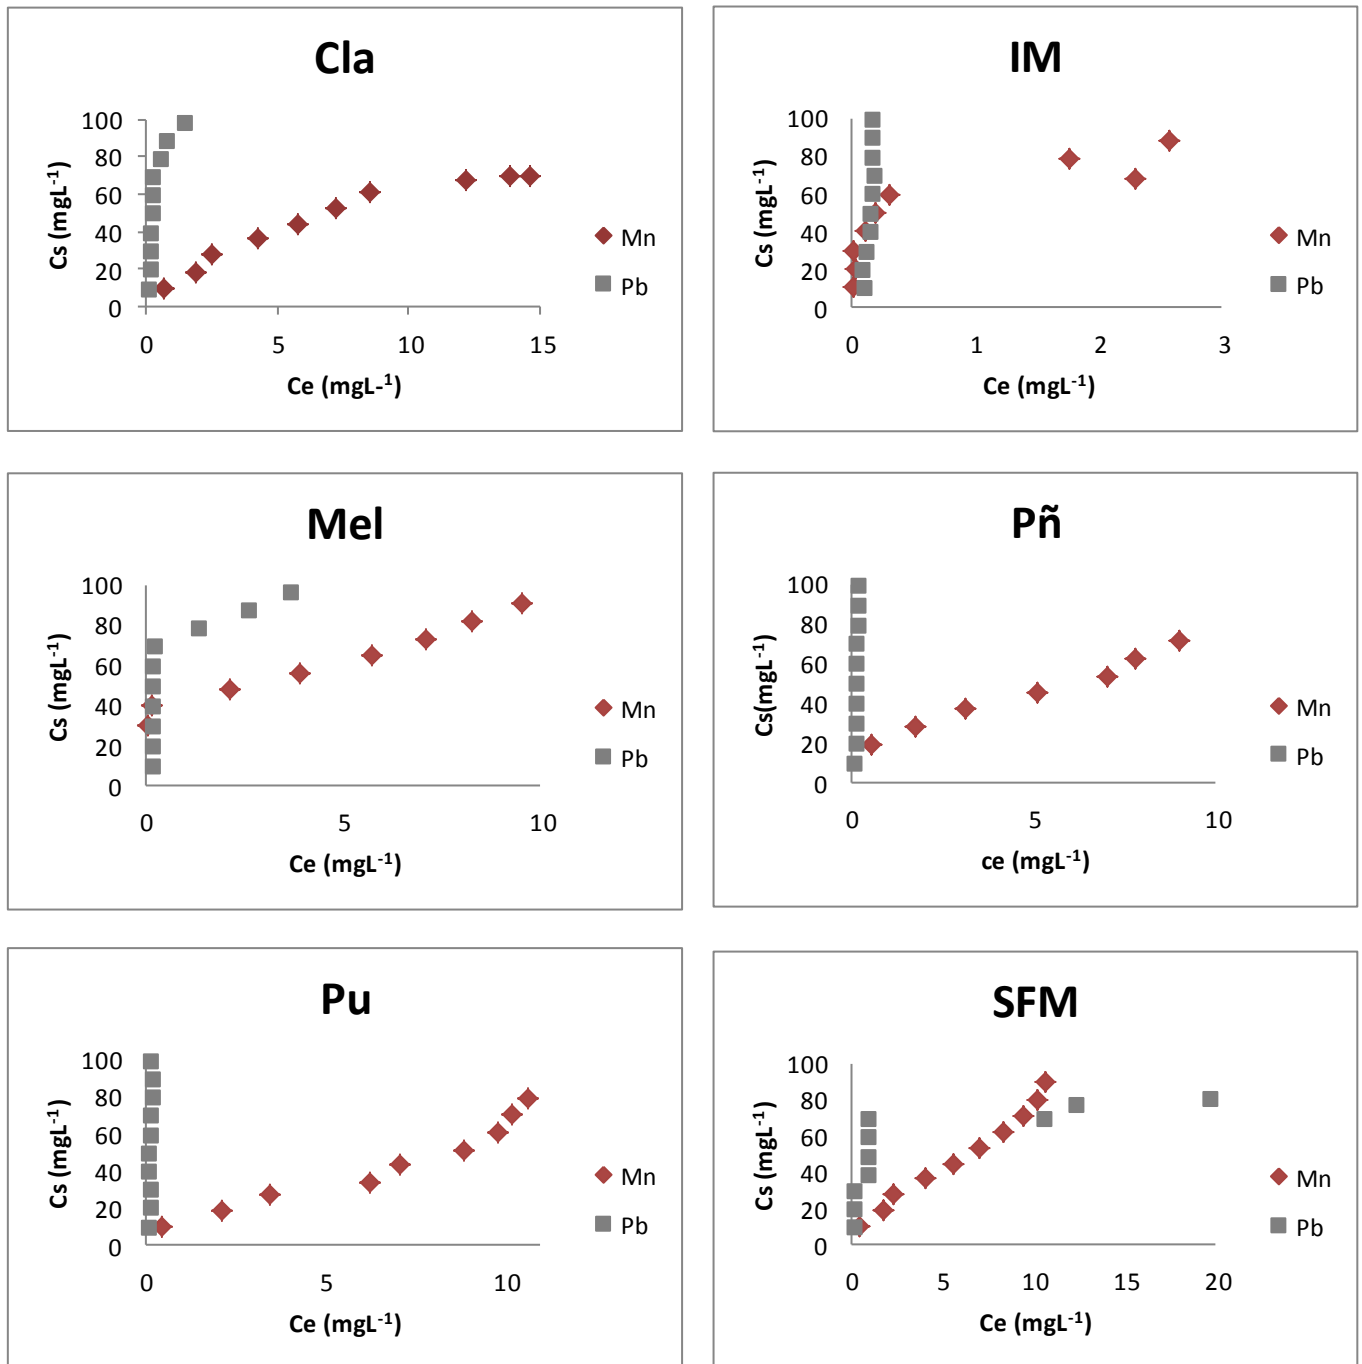 Cla
100
80
60
40
20
0
Cs (mgL⁻¹)
0 5 10 15
Ce (mgL-¹)
Mn
Pb
IM
100
80
60
40
20
0
Cs (mgL⁻¹)
0 1 2 3
Ce (mgL⁻¹)
Mn
Pb
Mel
100
80
60
40
20
0
Cs (mgL⁻¹)
0 5 10
Ce (mgL⁻¹)
Mn
Pb
Pñ
100
80
60
40
20
0
Cs(mgL⁻¹)
0 5 10
ce (mgL⁻¹)
Mn
Pb
Pu
100
80
60
40
20
0
Cs (mgL⁻¹)
0 5 10
Ce (mgL⁻¹)
Mn
Pb
SFM
100
80
60
40
20
0
Cs (mgL⁻¹)
0 5 10 15 20
Ce (mgL⁻¹)
Mn
Pb